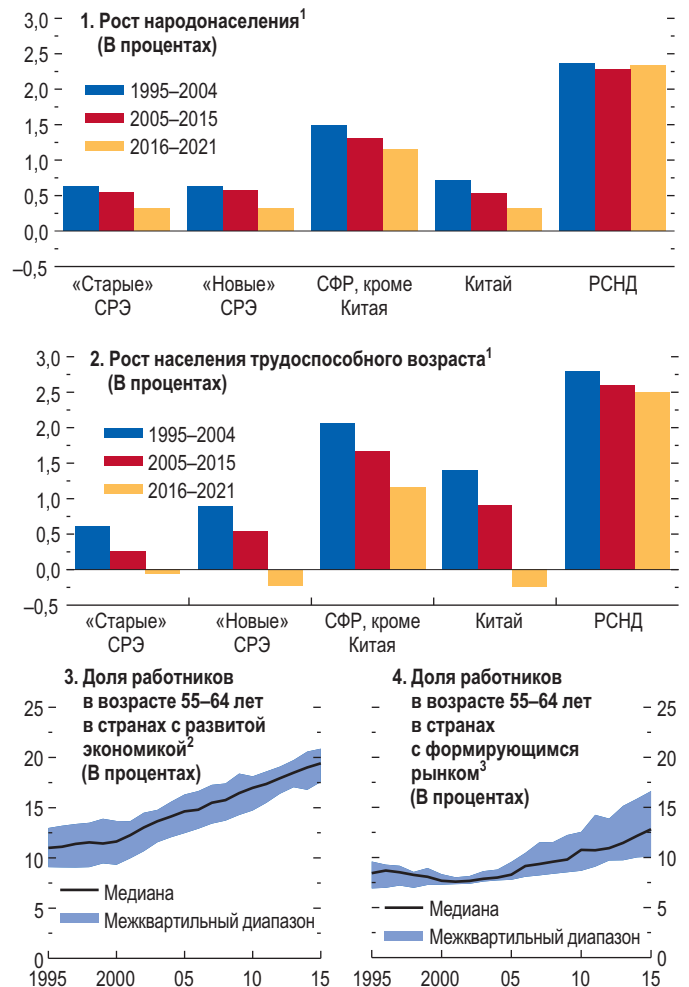 1. Рост народонаселения¹
(В процентах)
3,0
2,5
2,0
1,5
1,0
0,5
0,0
–0,5
1995–2004
2005–2015
2016–2021
«Старые» СРЭ
«Новые» СРЭ
СФР, кроме Китая
Китай
РСНД
2. Рост населения трудоспособного возраста¹
(В процентах)
3,0
2,5
2,0
1,5
1,0
0,5
0,0
–0,5
1995–2004
2005–2015
2016–2021
«Старые» СРЭ
«Новые» СРЭ
СФР, кроме Китая
Китай
РСНД
3. Доля работников
в возрасте 55–64 лет
в странах с развитой
экономикой²
(В процентах)
25
20
15
10
5
0
Медиана
Межквартильный диапазон
1995 2000 05 10 15
4. Доля работников
в возрасте 55–64 лет
в странах
с формирующимся
рынком³
(В процентах)
25
20
15
10
5
0
Медиана
Межквартильный диапазон
1995 2000 05 10 15